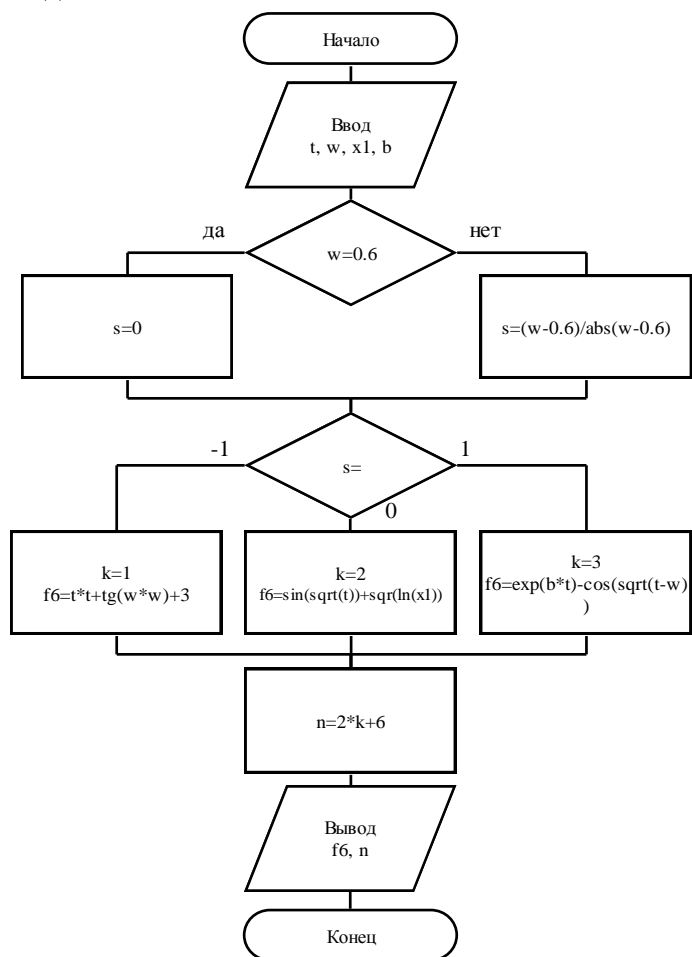 Начало
Ввод
t, w, x1, b
да
нет
w=0.6
s=0
s=(w-0.6)/abs(w-0.6)
-1
1
s=
0
k=1
f6=t*t+tg(w*w)+3
k=2
f6=sin(sqrt(t))+sqr(ln(x1))
k=3
f6=exp(b*t)-cos(sqrt(t-w)
)
n=2*k+6
Вывод
f6, n
Конец